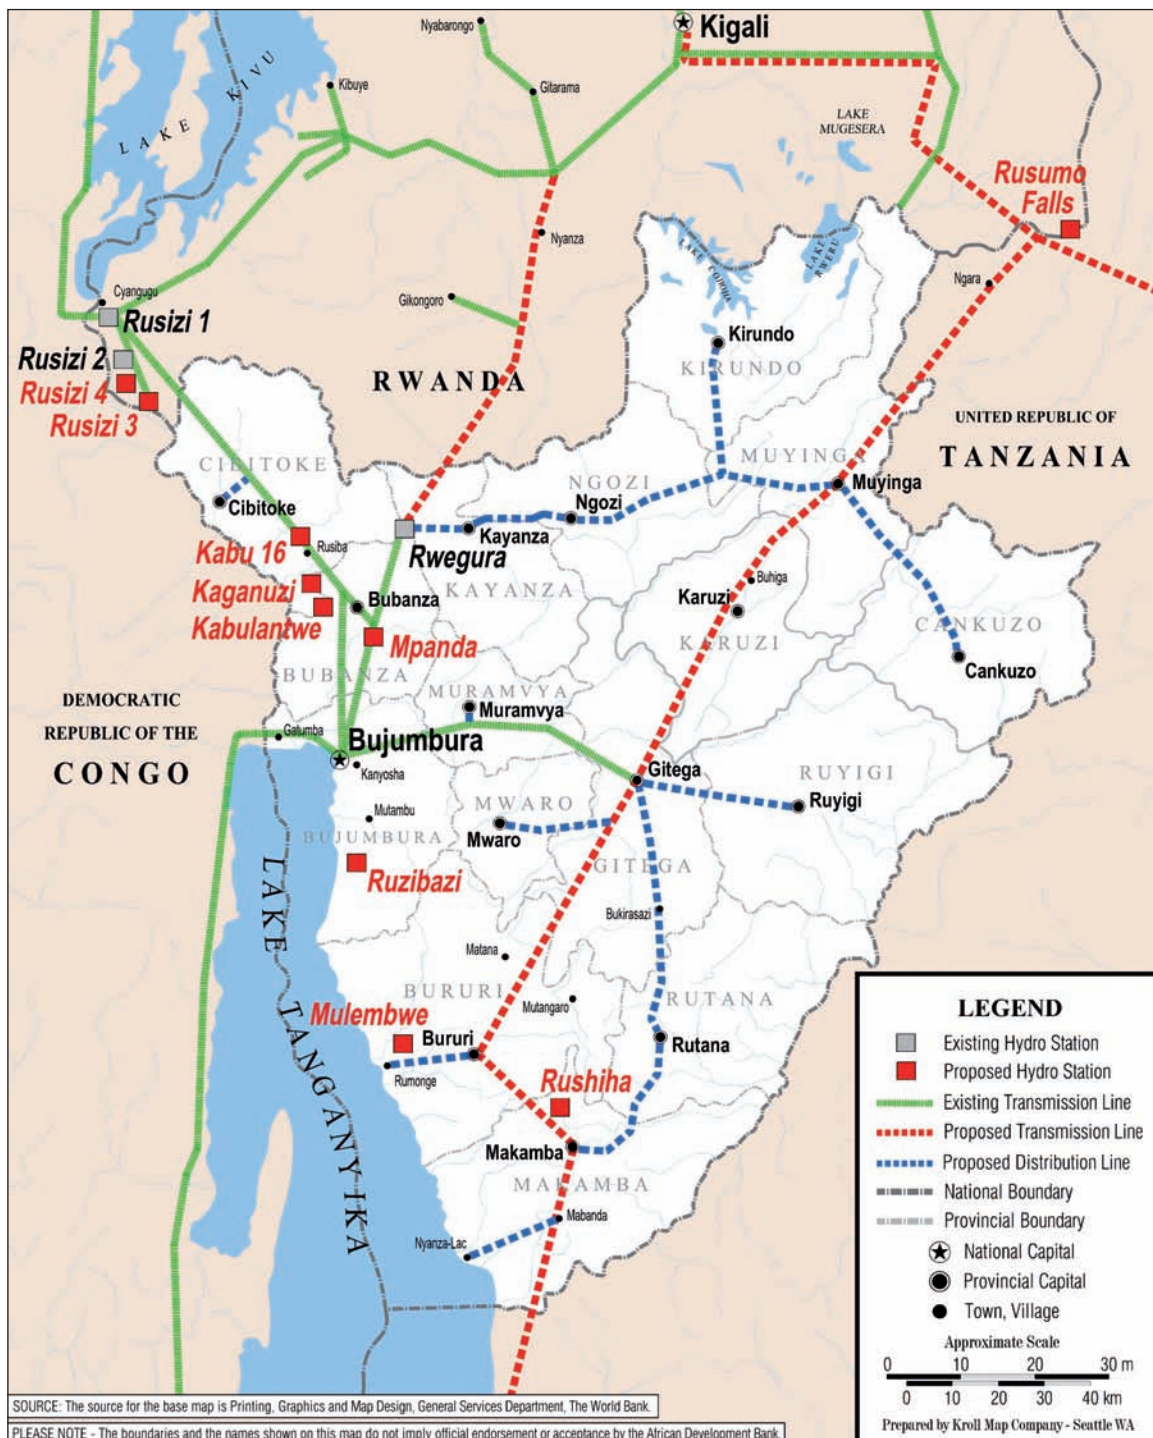 Nyabarongo
Kigali
LAKE KIVU
Kibuye
Gitarama
LAKE
MUGESERA
Rusumo
Falls
Nyanza
LAKE COHOHA
LAKE
RWERU
Ngara
Cyangugu
Gikongoro
Rusizi 1
Kirundo
Rusizi 2
KIRUNDO
RWANDA
Rusizi 4
Rusizi 3
UNITED REPUBLIC OF
TANZANIA
CIBITOKE
MUYINGA
NGOZI
Muyinga
Cibitoke
Ngozi
Kayanza
Kabu 16
Rusiba
Rwegura
Kaganuzi
KAYANZA
Buhiga
Karuzi
Bubanza
Kabulantwe
CANKUZO
Mpanda
KARUZI
Cankuzo
BUBANZA
MURAMVYA
DEMOCRATIC
REPUBLIC OF THE
CONGO
Muramvya
Gatumba
Bujumbura
Kanyosha
Gitega
RUYIGI
Ruyigi
MWARO
Mutambu
BUJUMBURA
Mwaro
GITEGA
Ruzibazi
LAKE TANGANYIKA
Bukirasazi
Matana
BURURI
Mutangaro
RUTANA
Mulembwe
Bururi
Rutana
Rumonge
Rushiha
Makamba
MAKAMBA
Mabanda
Nyanza-Lac
LEGEND
Existing Hydro Station
Proposed Hydro Station
Existing Transmission Line
Proposed Transmission Line
Proposed Distribution Line
National Boundary
Provincial Boundary
National Capital
Provincial Capital
Town, Village
Approximate Scale
0 10 20 30 m
0 10 20 30 40 km
Prepared by Kroll Map Company - Seattle WA
SOURCE: The source for the base map is Printing, Graphics and Map Design, General Services Department, The World Bank.
PLEASE NOTE - The boundaries and the names shown on this map do not imply official endorsement or acceptance by the African Development Bank.